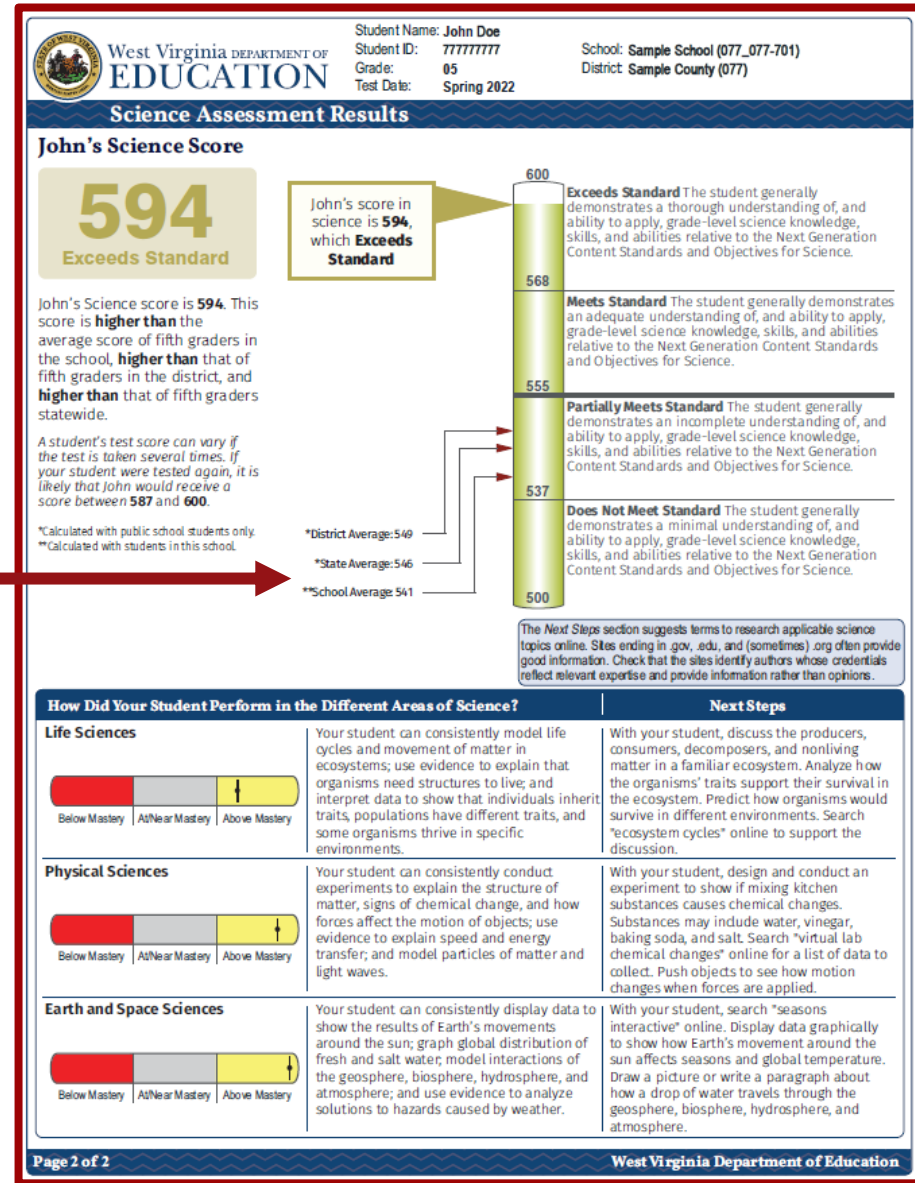 West Virginia DEPARTMENT OF
EDUCATION
Student Name: John Doe
Student ID: 777777777
Grade: 05
Test Date: Spring 2022
School: Sample School (077_077-701)
District: Sample County (077)
Science Assessment Results
John's Science Score
594
Exceeds Standard
John's Science score is 594. This
score is higher than the
average score of fifth graders in
the school, higher than that of
fifth graders in the district, and
higher than that of fifth graders
statewide.
A student's test score can vary if
the test is taken several times. If
your student were tested again, it is
likely that John would receive a
score between 587 and 600.
*Calculated with public school students only.
**Calculated with students in this school.
John's score in
science is 594,
which Exceeds
Standard
*District Average: 549
*State Average: 546
**School Average: 541
600
Exceeds Standard The student generally
demonstrates a thorough understanding of, and
ability to apply, grade-level science knowledge,
skills, and abilities relative to the Next Generation
Content Standards and Objectives for Science.
568
Meets Standard The student generally demonstrates
an adequate understanding of, and ability to apply,
grade-level science knowledge, skills, and abilities
relative to the Next Generation Content Standards
and Objectives for Science.
555
Partially Meets Standard The student generally
demonstrates an incomplete understanding of, and
ability to apply, grade-level science knowledge,
skills, and abilities relative to the Next Generation
Content Standards and Objectives for Science.
537
Does Not Meet Standard The student generally
demonstrates a minimal understanding of, and
ability to apply, grade-level science knowledge,
skills, and abilities relative to the Next Generation
Content Standards and Objectives for Science.
500
The Next Steps section suggests terms to research applicable science
topics online. Sites ending in .gov, .edu, and (sometimes) .org often provide
good information. Check that the sites identify authors whose credentials
reflect relevant expertise and provide information rather than opinions.
How Did Your Student Perform in the Different Areas of Science?
Next Steps
Life Sciences
Below Mastery At/Near Mastery Above Mastery
Your student can consistently model life
cycles and movement of matter in
ecosystems; use evidence to explain that
organisms need structures to live; and
interpret data to show that individuals inherit
traits, populations have different traits, and
some organisms thrive in specific
environments.
With your student, discuss the producers,
consumers, decomposers, and nonliving
matter in a familiar ecosystem. Analyze how
the organisms' traits support their survival in
the ecosystem. Predict how organisms would
survive in different environments. Search
"ecosystem cycles" online to support the
discussion.
Physical Sciences
Below Mastery At/Near Mastery Above Mastery
Your student can consistently conduct
experiments to explain the structure of
matter, signs of chemical change, and how
forces affect the motion of objects; use
evidence to explain speed and energy
transfer; and model particles of matter and
light waves.
With your student, design and conduct an
experiment to show if mixing kitchen
substances causes chemical changes.
Substances may include water, vinegar,
baking soda, and salt. Search "virtual lab
chemical changes" online for a list of data to
collect. Push objects to see how motion
changes when forces are applied.
Earth and Space Sciences
Below Mastery At/Near Mastery Above Mastery
Your student can consistently display data to
show the results of Earth's movements
around the sun; graph global distribution of
fresh and salt water; model interactions of
the geosphere, biosphere, hydrosphere, and
atmosphere; and use evidence to analyze
solutions to hazards caused by weather.
With your student, search "seasons
interactive" online. Display data graphically
to show how Earth's movement around the
sun affects seasons and global temperature.
Draw a picture or write a paragraph about
how a drop of water travels through the
geosphere, biosphere, hydrosphere, and
atmosphere.
Page 2 of 2
West Virginia Department of Education